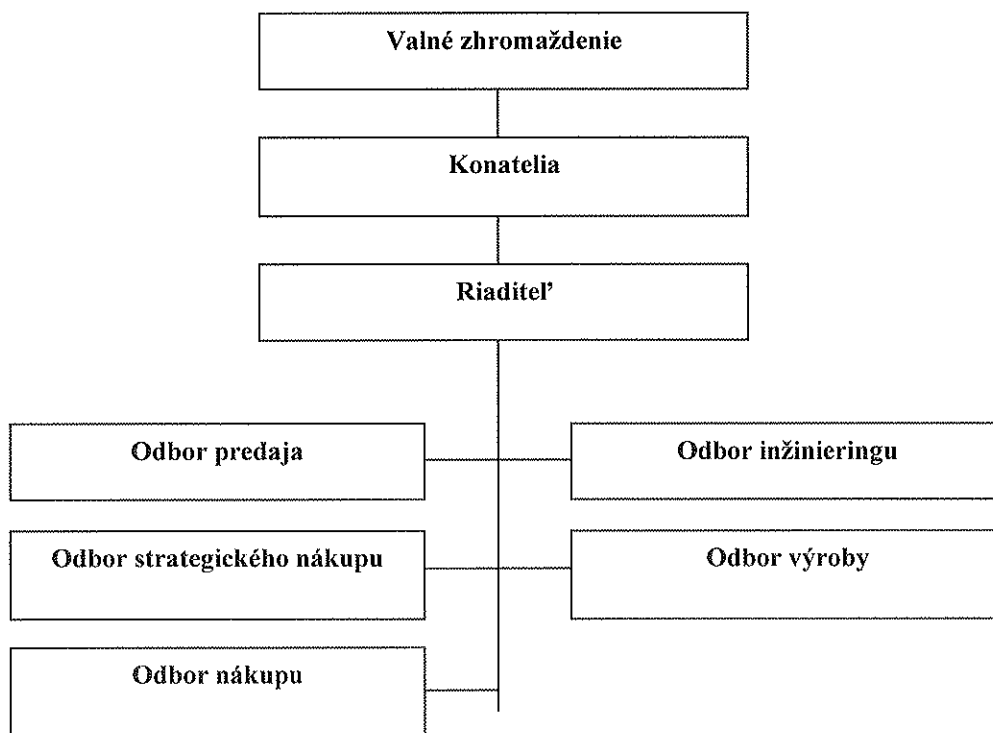 Valné zhromaždenie
Konatelia
Riaditeľ
Odbor predaja
Odbor inžinieringu
Odbor strategického nákupu
Odbor výroby
Odbor nákupu